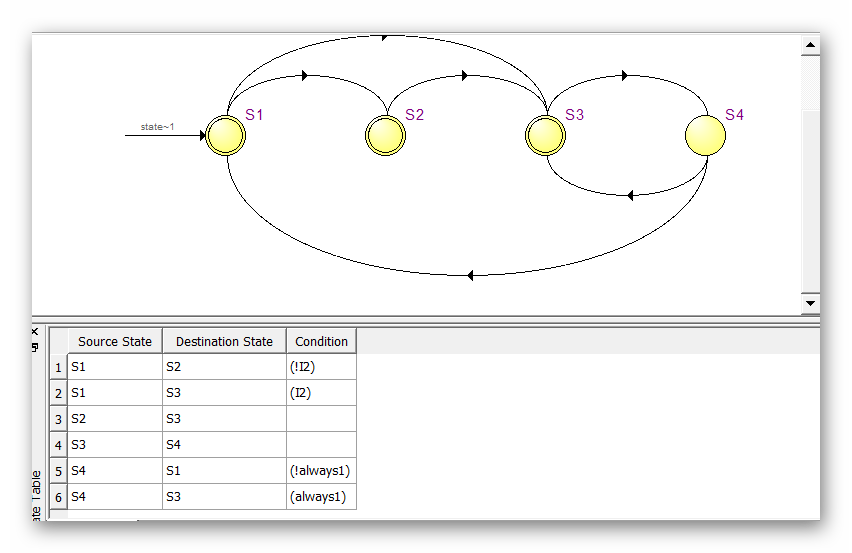 S1 S2 S3 S4
state~1
Source State Destination State Condition
1 S1 S2 (!I2)
2 S1 S3 (I2)
3 S2 S3
4 S3 S4
5 S4 S1 (!always1)
6 S4 S3 (always1)
Table